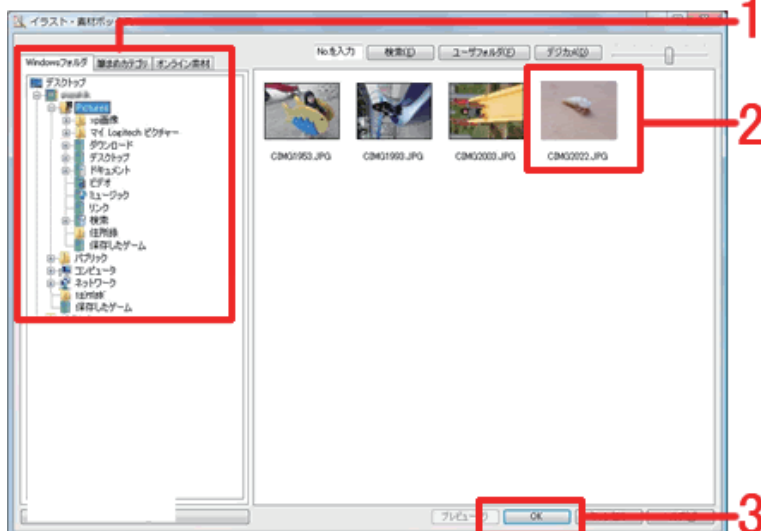 イラスト・素材ボックス
1
Noを入力
検索(E)
ユーザフォルダ(F)
デジカメ(D)
Windowsフォルダ
筆まめカテゴリ
オンライン素材
デスクトップ
Pictures
xp画像
マイ Logitech ピクチャー
ダウンロード
デスクトップ
ドキュメント
ビデオ
ミュージック
リンク
検索
住所録
保存したゲーム
パブリック
コンピュータ
ネットワーク
保存したゲーム
CIMG1953.JPG
CIMG1993.JPG
CIMG2003.JPG
CIMG2022.JPG
2
OK
3